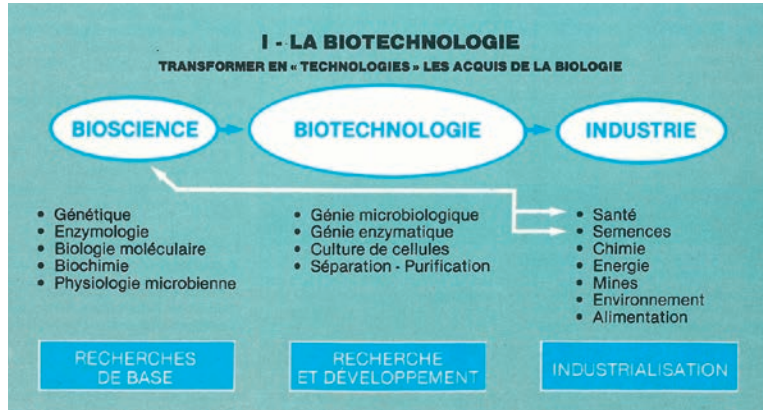 I - LA BIOTECHNOLOGIE
TRANSFORMER EN « TECHNOLOGIES » LES ACQUIS DE LA BIOLOGIE
BIOSCIENCE
BIOTECHNOLOGIE
INDUSTRIE
• Génétique
• Enzymologie
• Biologie moléculaire
• Biochimie
• Physiologie microbienne
• Génie microbiologique
• Génie enzymatique
• Culture de cellules
• Séparation - Purification
• Santé
• Semences
• Chimie
• Energie
• Mines
• Environnement
• Alimentation
RECHERCHES
DE BASE
RECHERCHE
ET DÉVELOPPEMENT
INDUSTRIALISATION